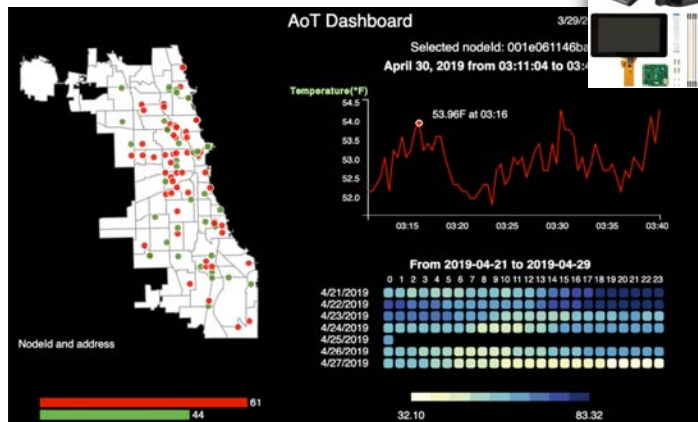 AoT Dashboard
3/29/
Selected nodeId: 001e061146ba
April 30, 2019 from 03:11:04 to 03:4
Temperature(°F)
54.5
54.0
53.5
53.0
52.5
52.0
53.96F at 03:16
03:15 03:20 03:25 03:30 03:35 03:40
From 2019-04-21 to 2019-04-29
0 1 2 3 4 5 6 7 8 9 10 11 12 13 14 15 16 17 18 19 20 21 22 23
4/21/2019
4/22/2019
4/23/2019
4/24/2019
4/25/2019
4/26/2019
4/27/2019
NodeId and address
61
44
32.10 83.32